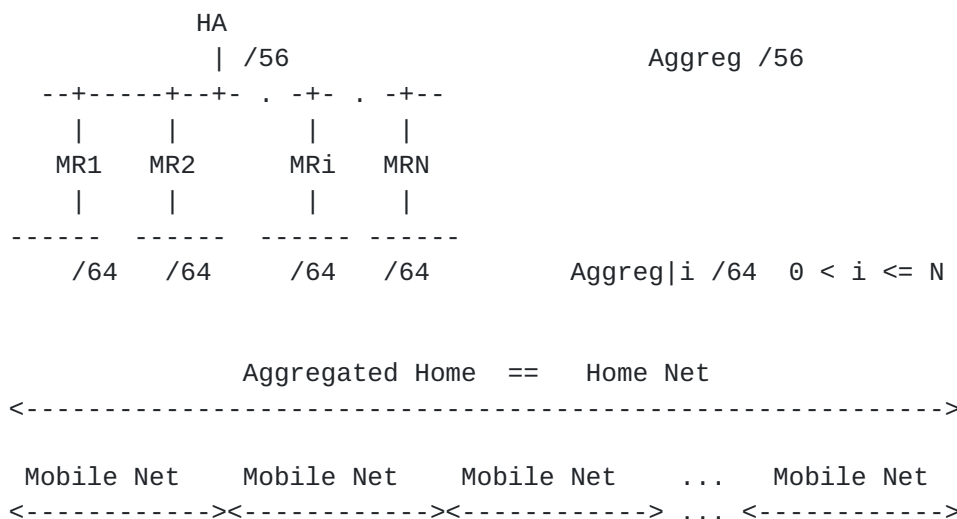 HA
| /56 Aggreg /56
--+-----+--+- . -+- . -+--
| | | |
MR1 MR2 MRi MRN
| | | |
------ ------ ------ ------
/64 /64 /64 /64 Aggreg|i /64 0 < i <= N
Aggregated Home == Home Net
<----------------------------------------------------------->
Mobile Net Mobile Net Mobile Net ... Mobile Net
<------------><------------><------------> ... <------------>